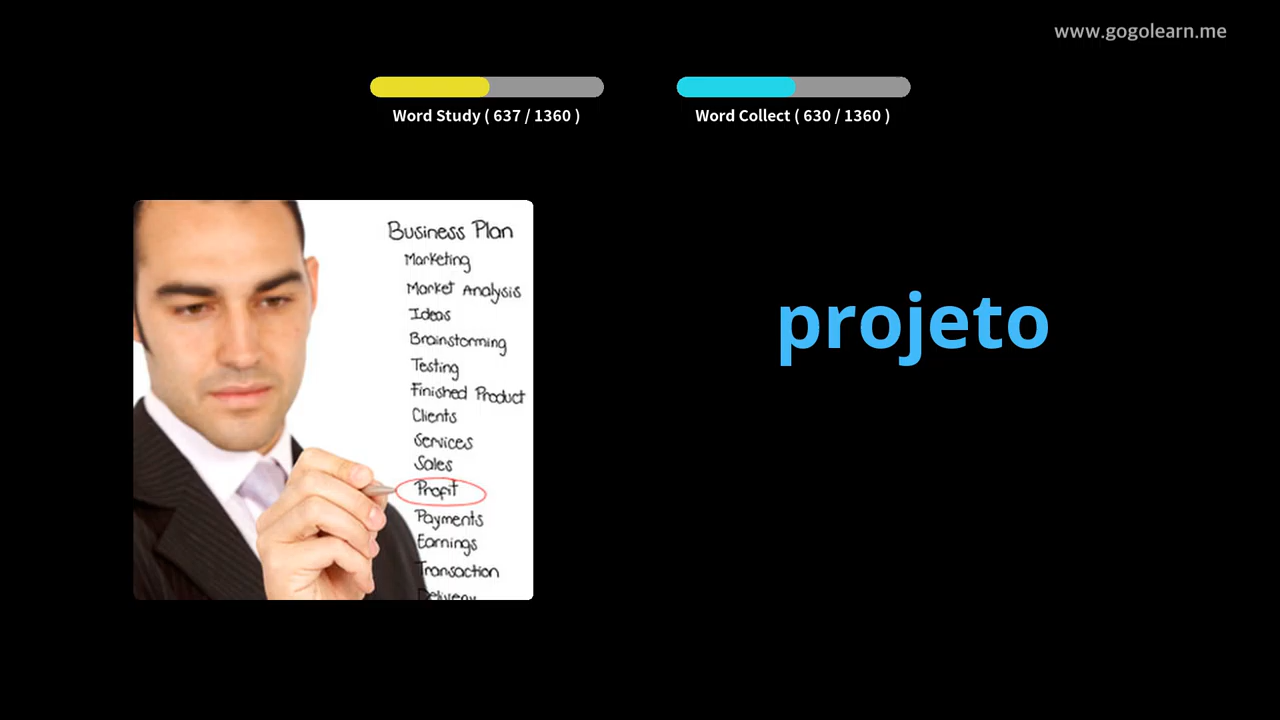 www.gogolearn.me
Word Study ( 637 / 1360 )
Word Collect ( 630 / 1360 )
Business Plan
Marketing
Market Analysis
Ideas
Brainstorming
Testing
Finished Product
Clients
Services
Sales
Profit
Payments
Earnings
Transaction
Delivery
projeto